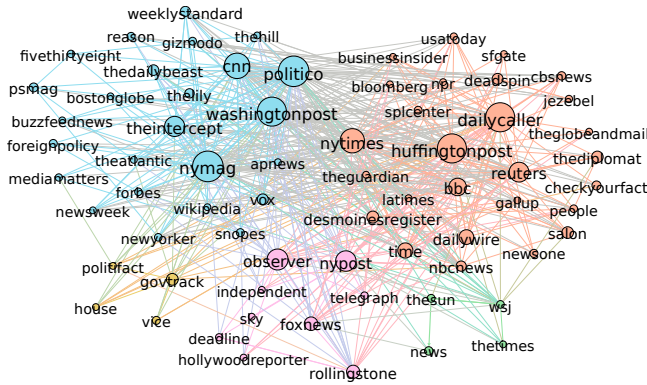 weeklystandard
reason
gizmodo
thehill
usatoday
fivethirtyeight
thedailybeast
cnn
politico
businessinsider
sfgate
psmag
bostonglobe
thelily
bloomberg
npr
deadspin
cbsnews
jezebel
buzzfeednews
theintercept
washingtonpost
splcenter
dailycaller
theglobeandmail
foreignpolicy
nytimes
huffingtonpost
thediplomat
theatlantic
nymag
apnews
theguardian
reuters
mediamatters
forbes
bbc
checkyourfact
newsweek
wikipedia
vox
latimes
gallup
people
newyorker
snopes
desmoinesregister
dailywire
salon
politifact
observer
nypost
time
nbcnews
newsone
govtrack
house
vice
independent
telegraph
thesun
wsj
sky
foxnews
deadline
hollywoodreporter
news
thetimes
rollingstone